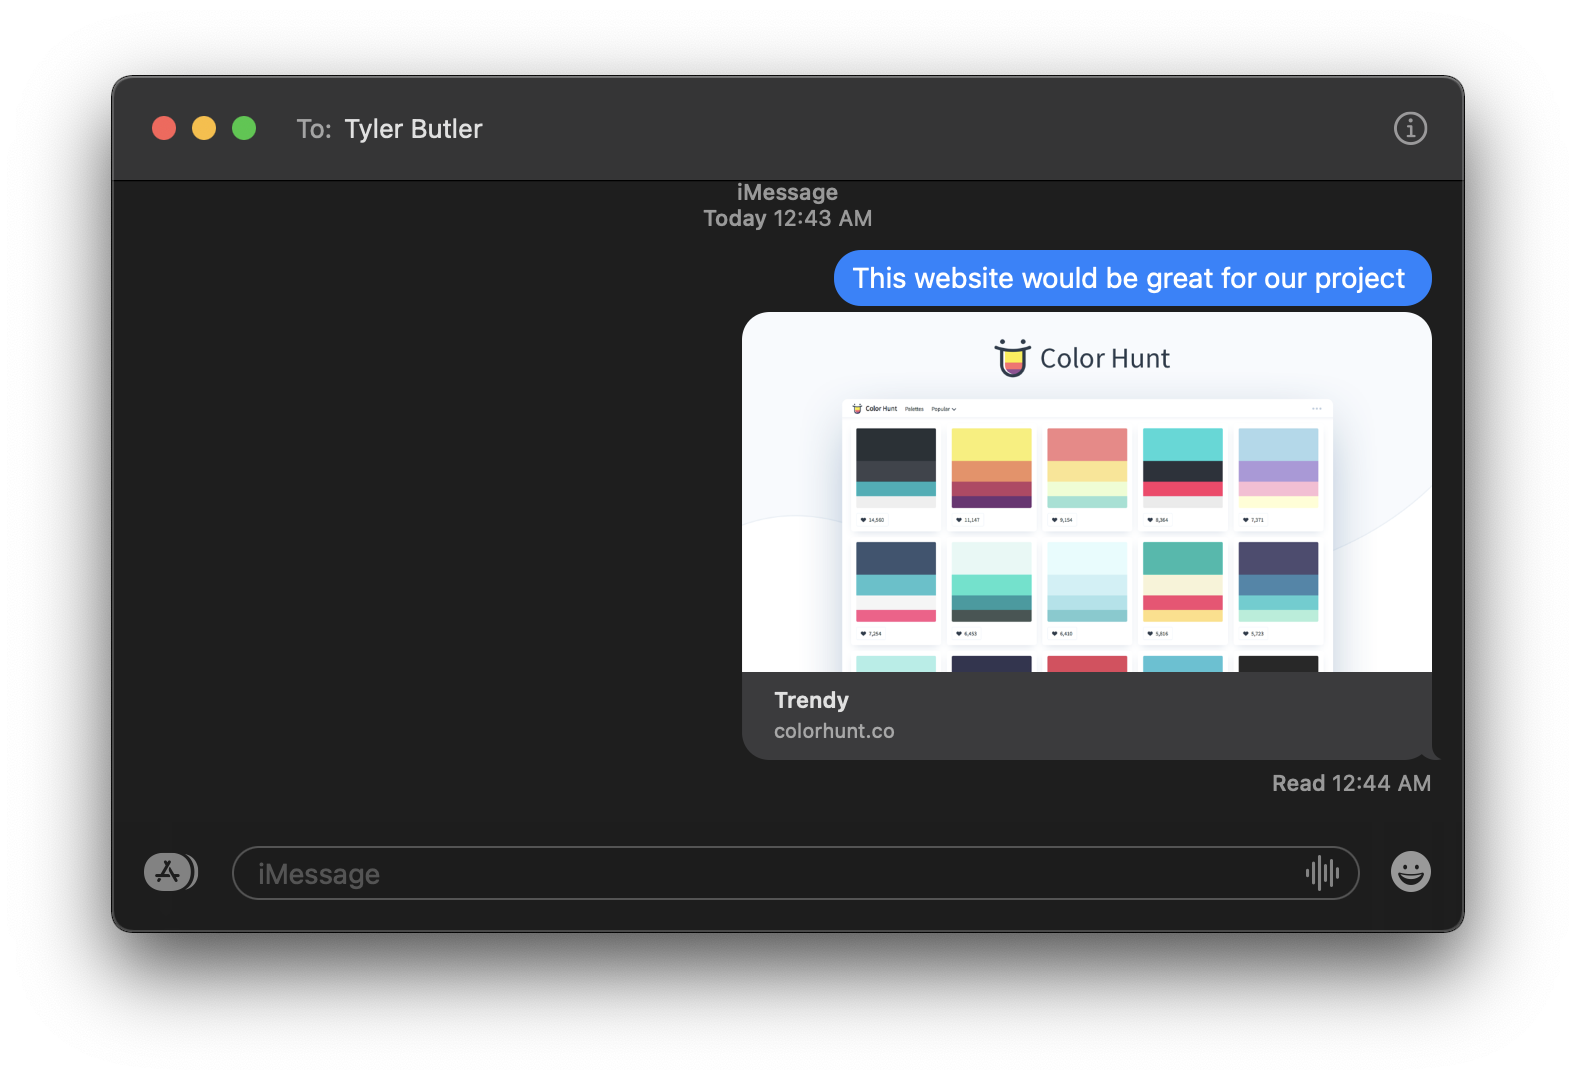 To: Tyler Butler
iMessage
Today 12:43 AM
This website would be great for our project
Color Hunt
Color Hunt Palettes Popular
14,560 11,147 9,154 8,364 7,371
7,254 6,453 6,410 5,816 5,723
Trendy
colorhunt.co
Read 12:44 AM
iMessage